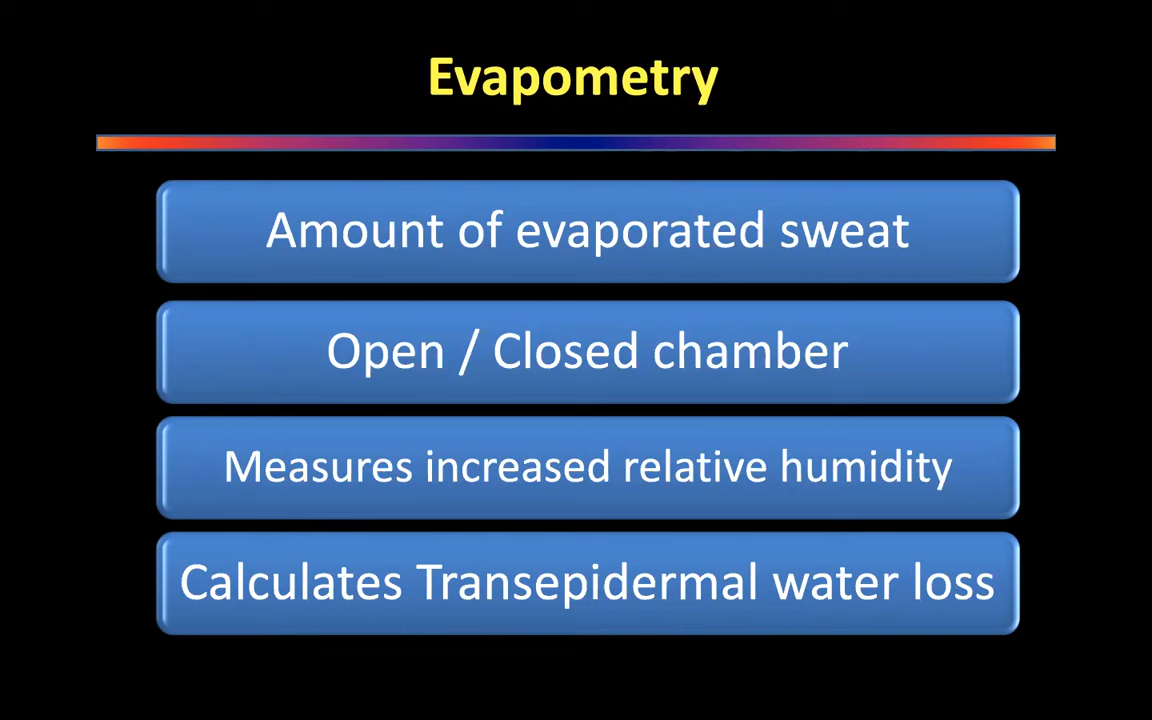 Evapometry
Amount of evaporated sweat
Open / Closed chamber
Measures increased relative humidity
Calculates Transepidermal water loss